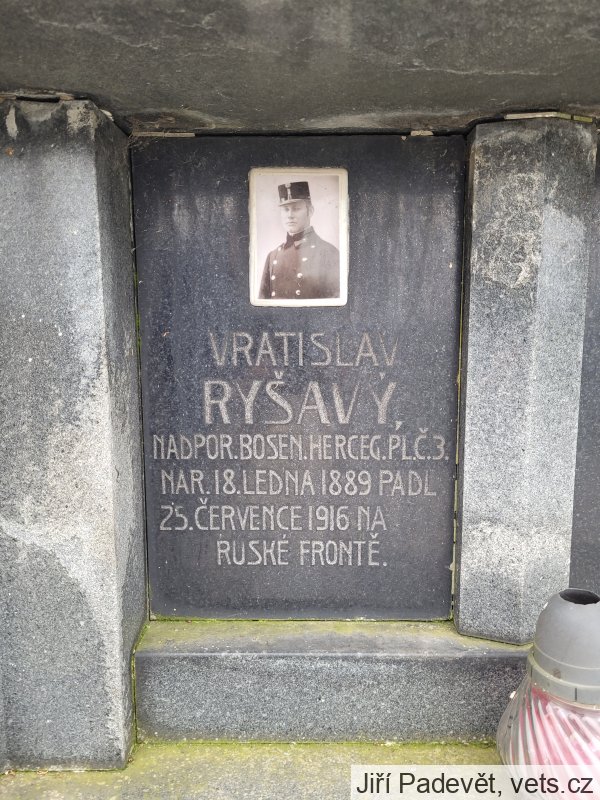 VRATISLAV
RYŠAVÝ,
NADPOR. BOSEN. HERCEG. PL. Č. 3.
NAR. 18. LEDNA 1889 PADL
25. ČERVENCE 1916 NA
RUSKÉ FRONTĚ.
Jiří Padevět, vets.cz